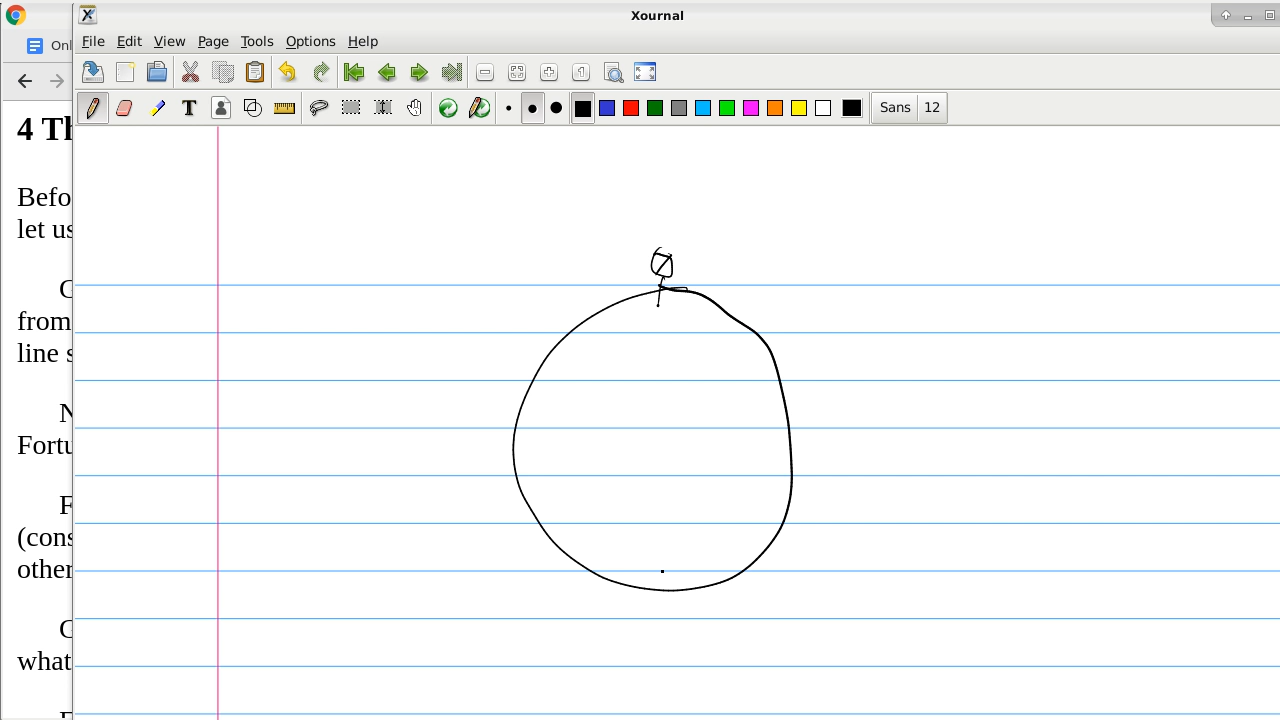 Xournal
File Edit View Page Tools Options Help
T 1 Sans 12
4 Th
Befo
let us
from
line s
N
Fortu
F
(cons
other
what